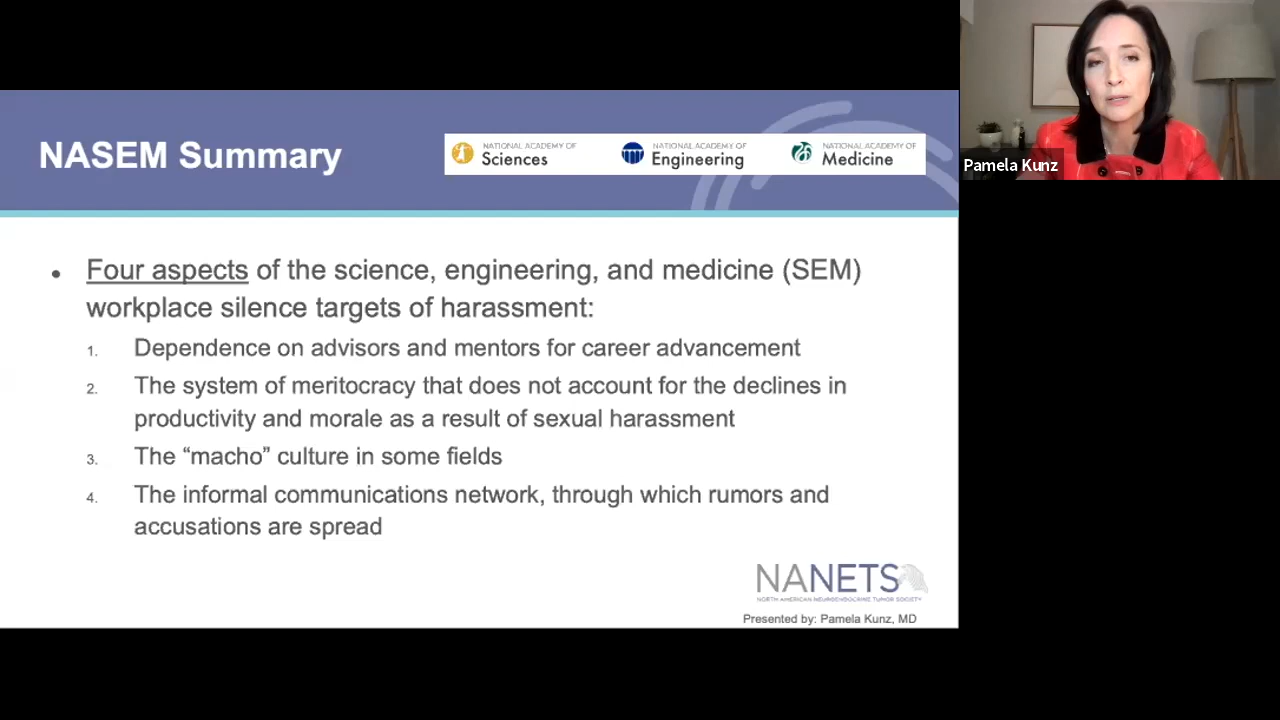 NASEM Summary
NATIONAL ACADEMY OF
Sciences
NATIONAL ACADEMY OF
Engineering
NATIONAL ACADEMY OF
Medicine
Pamela Kunz
• Four aspects of the science, engineering, and medicine (SEM)
workplace silence targets of harassment:
1. Dependence on advisors and mentors for career advancement
2. The system of meritocracy that does not account for the declines in
productivity and morale as a result of sexual harassment
3. The “macho” culture in some fields
4. The informal communications network, through which rumors and
accusations are spread
NANETS
NORTH AMERICAN NEUROENDOCRINE TUMOR SOCIETY
Presented by: Pamela Kunz, MD